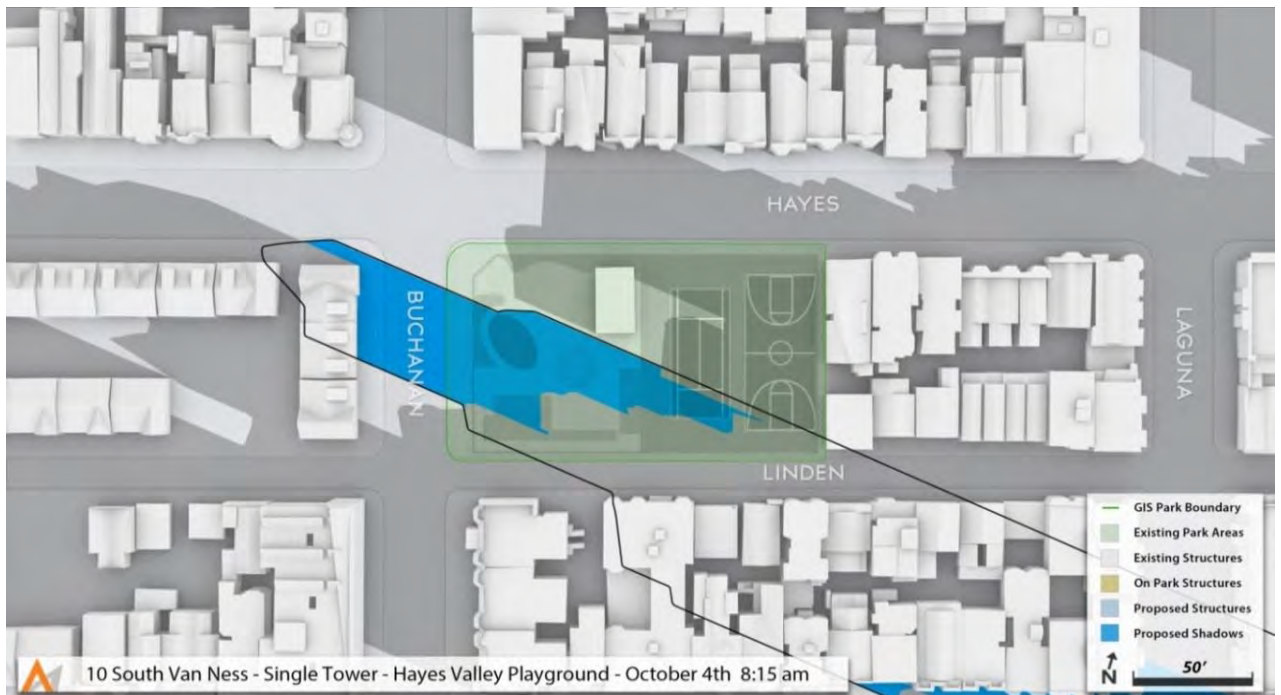 HAYES
BUCHANAN
LAGUNA
LINDEN
GIS Park Boundary
Existing Park Areas
Existing Structures
On Park Structures
Proposed Structures
Proposed Shadows
N
50'
10 South Van Ness - Single Tower - Hayes Valley Playground - October 4th 8:15 am